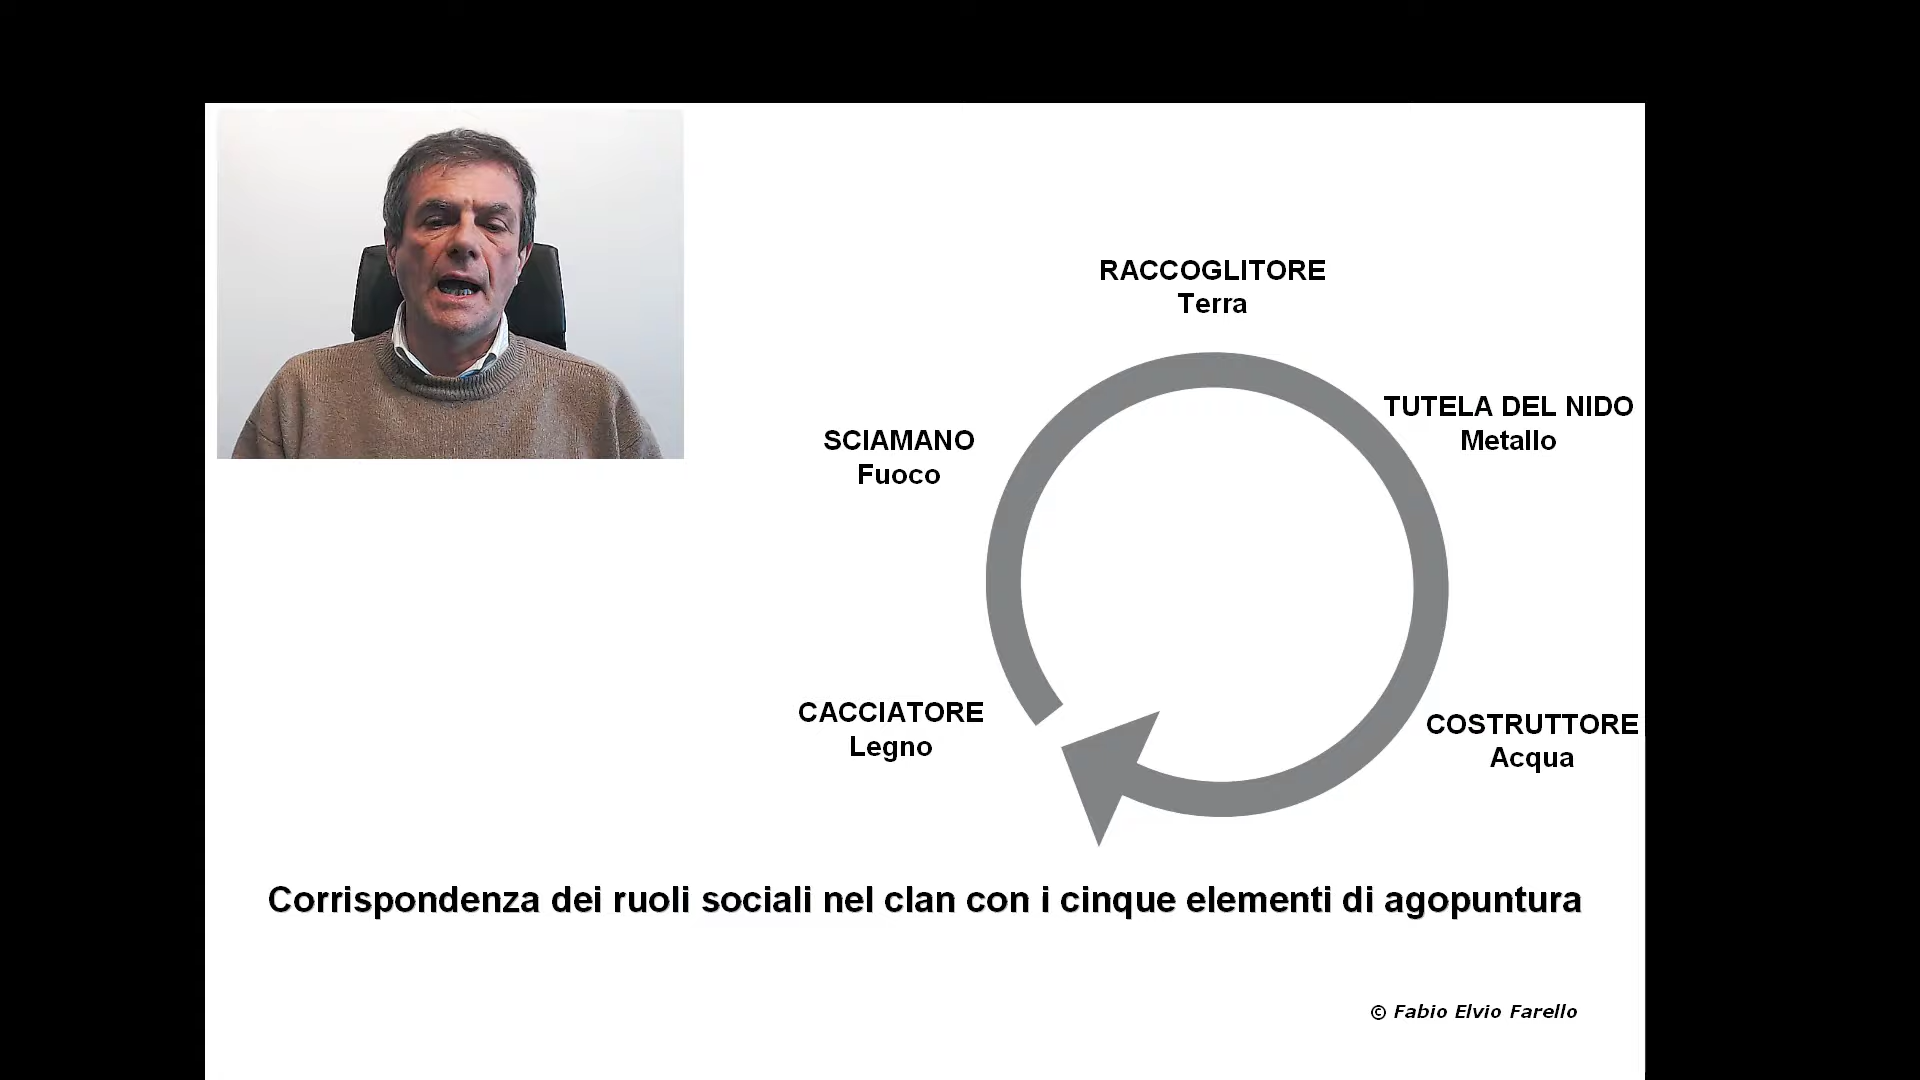 RACCOGLITORE
Terra
TUTELA DEL NIDO
Metallo
SCIAMANO
Fuoco
CACCIATORE
Legno
COSTRUTTORE
Acqua
Corrispondenza dei ruoli sociali nel clan con i cinque elementi di agopuntura
© Fabio Elvio Farello